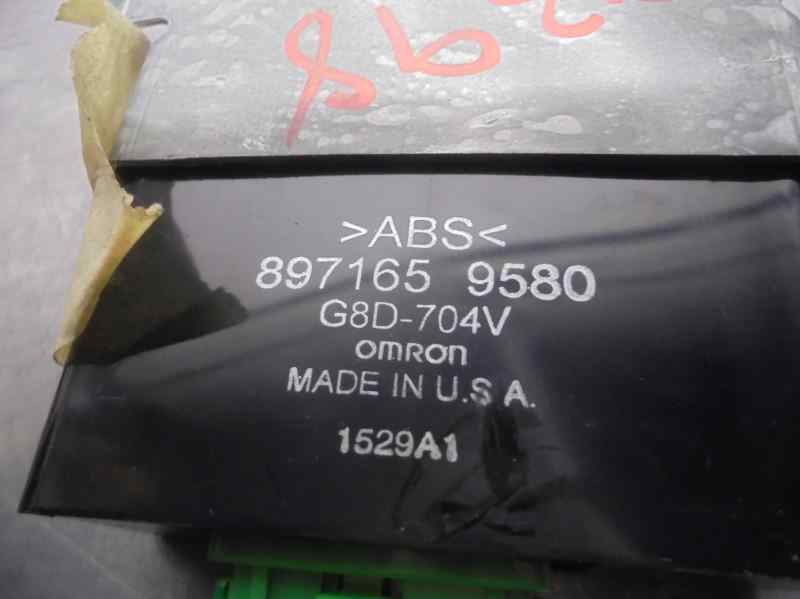 >ABS<
897165 9580
G8D-704V
omron
MADE IN U.S.A.
1529A1